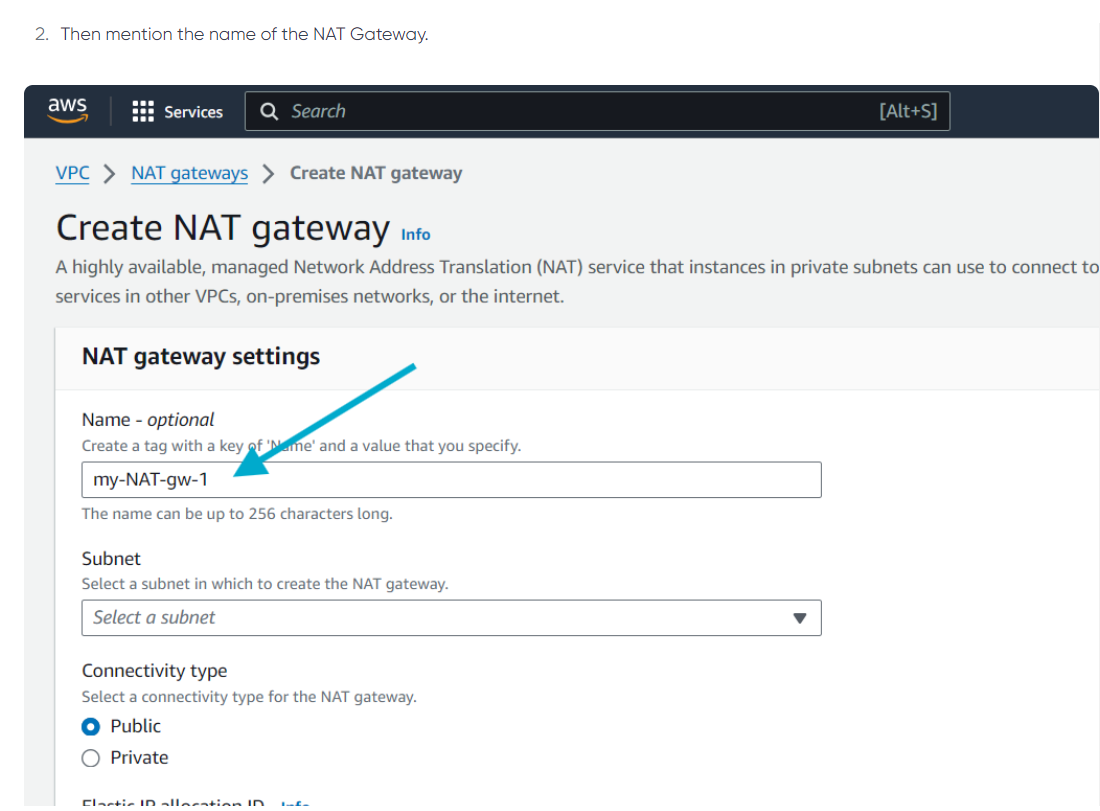 2. Then mention the name of the NAT Gateway.
aws
Services
Search
[Alt+S]
VPC > NAT gateways > Create NAT gateway
Create NAT gateway Info
A highly available, managed Network Address Translation (NAT) service that instances in private subnets can use to connect to
services in other VPCs, on-premises networks, or the internet.
NAT gateway settings
Name - optional
Create a tag with a key of 'Name' and a value that you specify.
my-NAT-gw-1
The name can be up to 256 characters long.
Subnet
Select a subnet in which to create the NAT gateway.
Select a subnet
Connectivity type
Select a connectivity type for the NAT gateway.
Public
Private
Elastic IP allocation ID Info